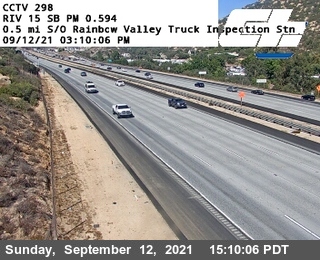 CCTV 298
RIV 15 SB PM 0.594
0.5 mi S/O Rainbow Valley Truck Inspection Stn
09/12/21 03:10:06 PM
Sunday, September 12, 2021 15:10:06 PDT